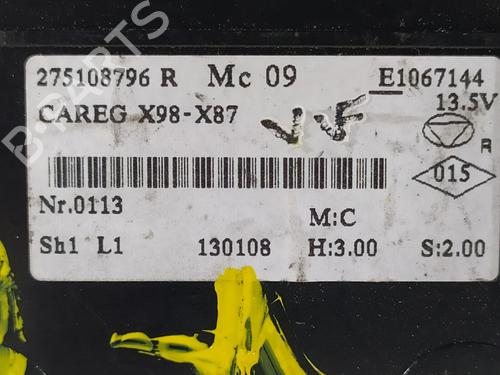 B-PARTS
275108796 R Mc 09 E1067144
CAREG X98-X87 13.5V
VF
R
015
Nr.0113
M:C
Sh1 L1 130108 H:3.00 S:2.00